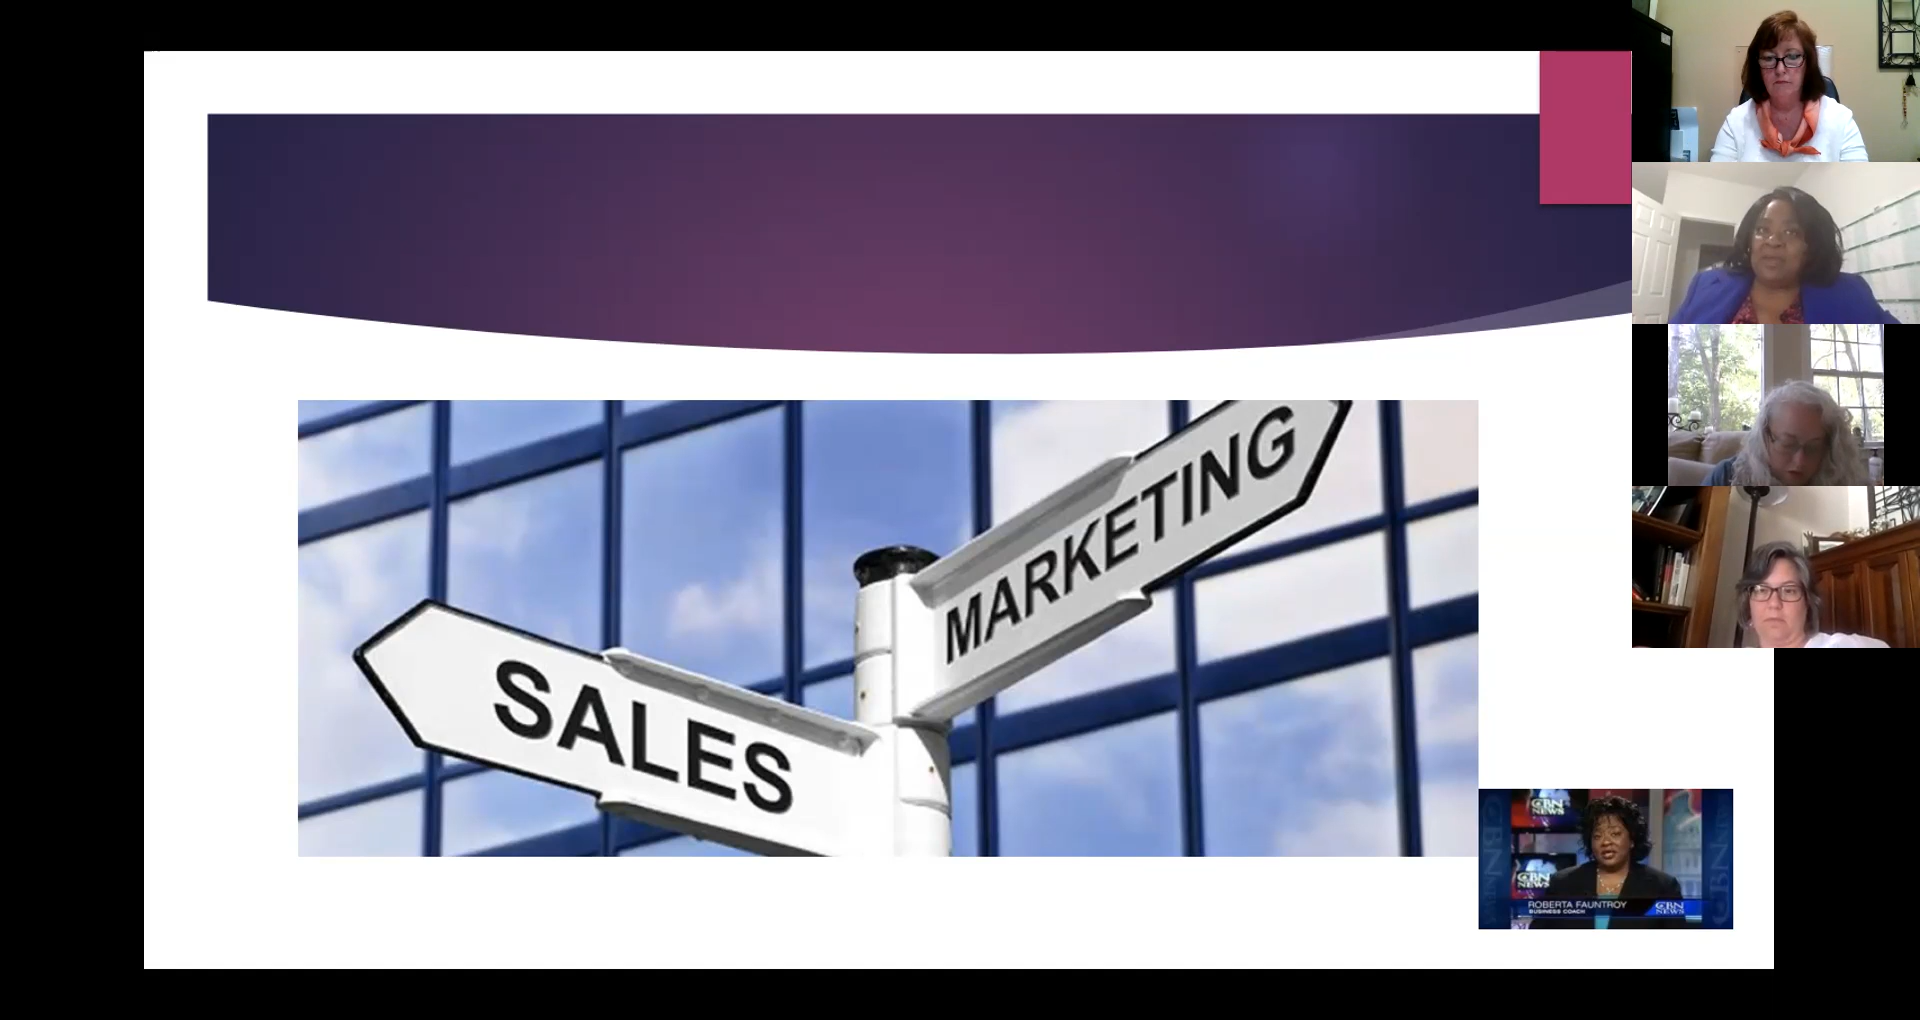 MARKETING
SALES
CBN
NEWS
CBN
NEWS
ROBERTA FAUNTROY
BUSINESS COACH
CBN
NEWS